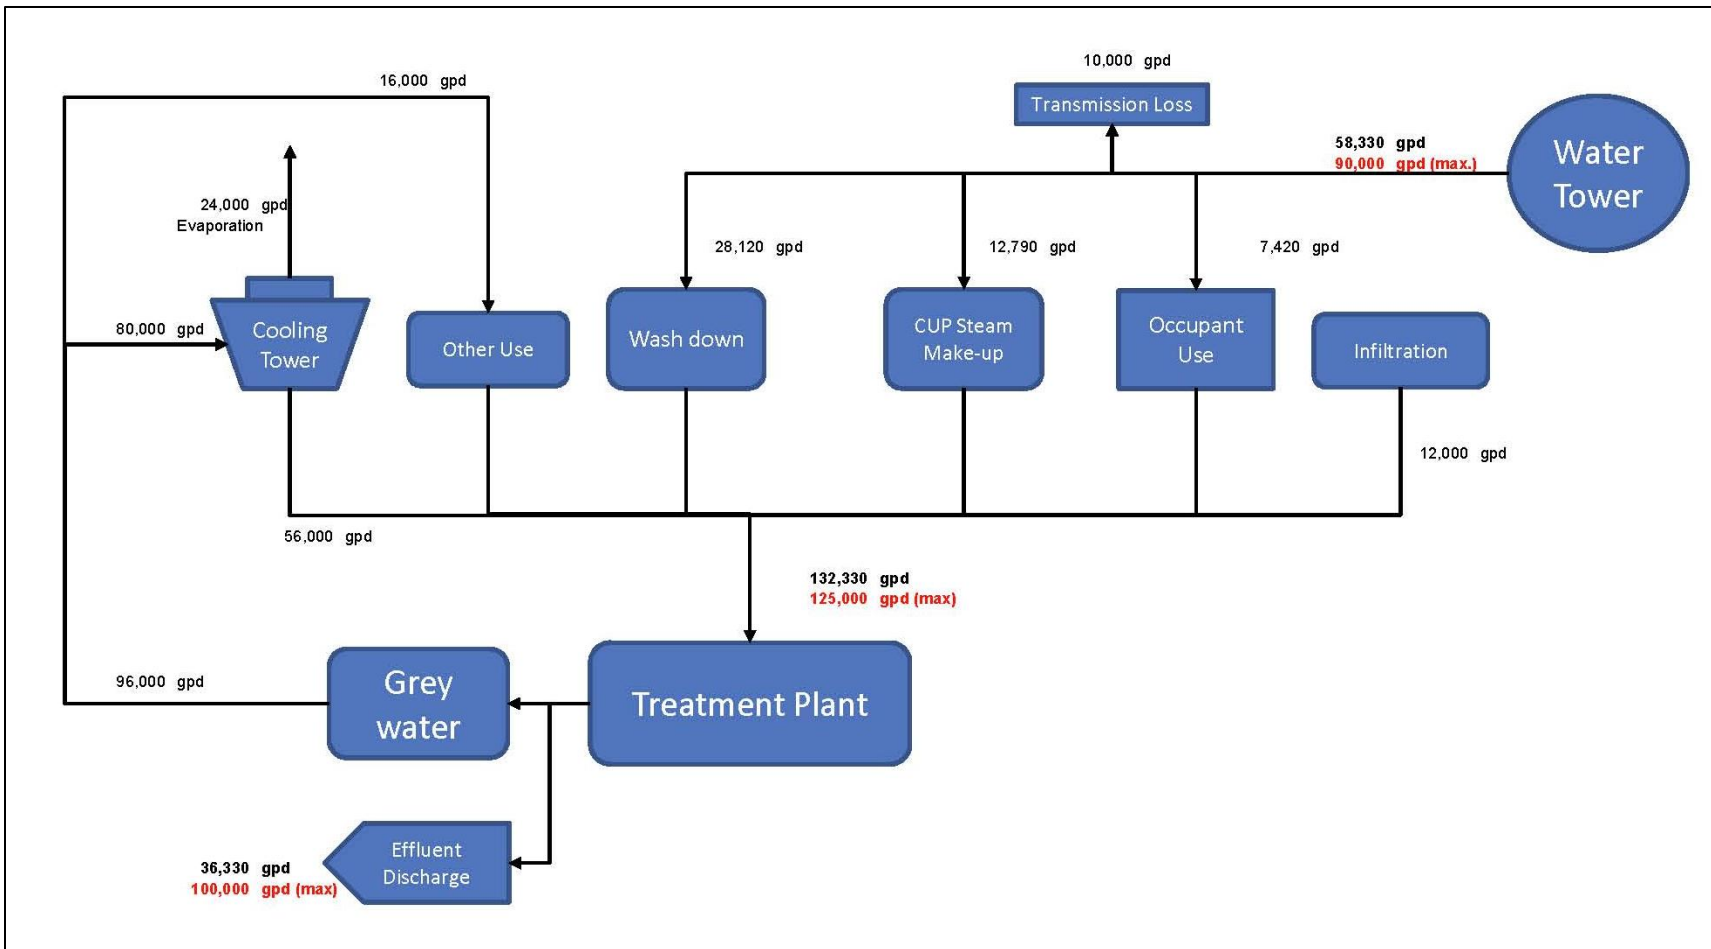 10,000 gpd
16,000 gpd
Transmission Loss
58,330 gpd
90,000 gpd (max.)
Water
Tower
24,000 gpd
Evaporation
28,120 gpd
12,790 gpd
7,420 gpd
80,000 gpd
Cooling
Tower
Other Use
Wash down
CUP Steam
Make-up
Occupant
Use
Infiltration
12,000 gpd
56,000 gpd
132,330 gpd
125,000 gpd (max)
96,000 gpd
Grey
water
Treatment Plant
Effluent
Discharge
36,330 gpd
100,000 gpd (max)